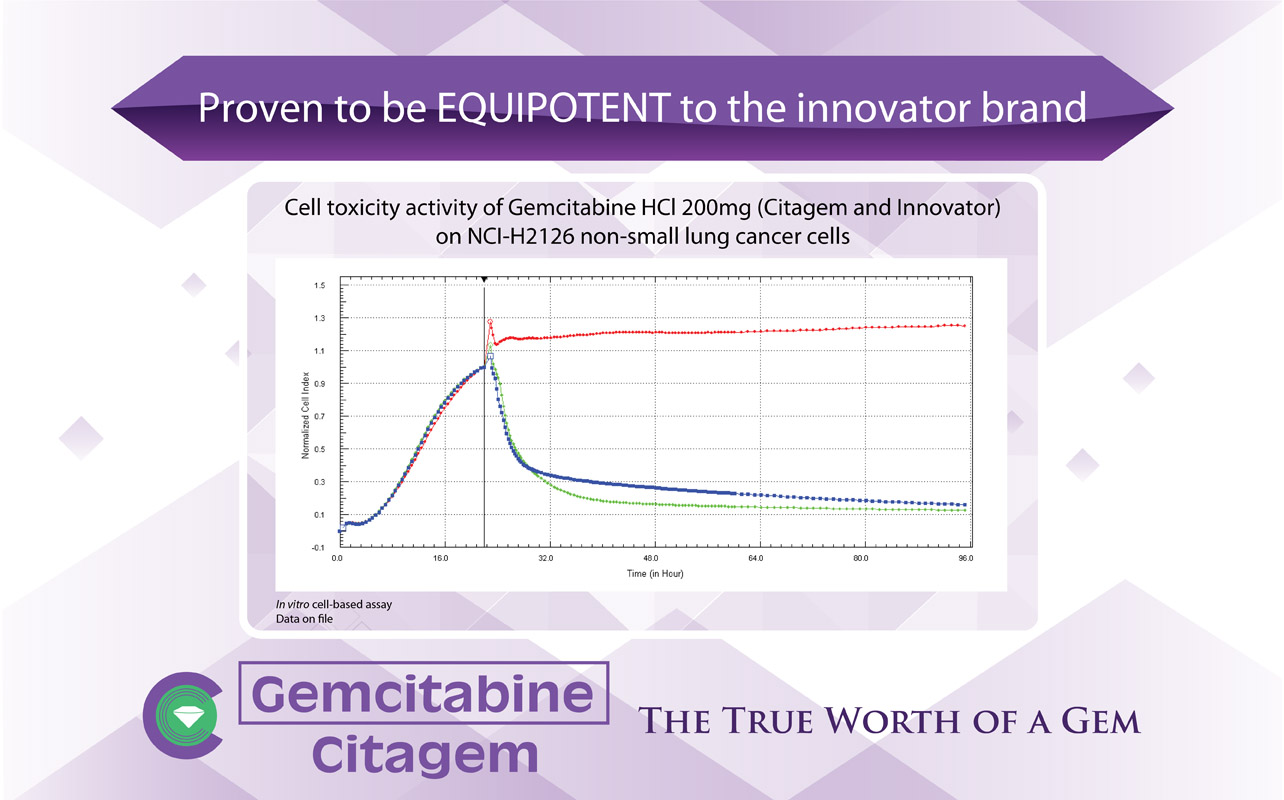 Proven to be EQUIPOTENT to the innovator brand
Cell toxicity activity of Gemcitabine HCl 200mg (Citagem and Innovator)
on NCI-H2126 non-small lung cancer cells
1.5
1.3
1.1
0.9
0.7
0.5
0.3
0.1
-0.1
Normalized Cell Index
0.0 16.0 32.0 48.0 64.0 80.0 96.0
Time (in Hour)
In vitro cell-based assay
Data on file
Gemcitabine
Citagem
THE TRUE WORTH OF A GEM